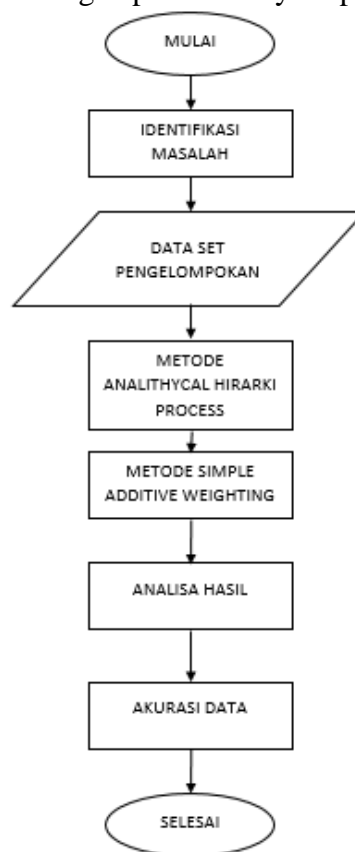 MULAI
IDENTIFIKASI
MASALAH
DATA SET
PENGELOMPOKAN
METODE
ANALITHYCAL HIRARKI
PROCESS
METODE SIMPLE
ADDITIVE WEIGHTING
ANALISA HASIL
AKURASI DATA
SELESAI